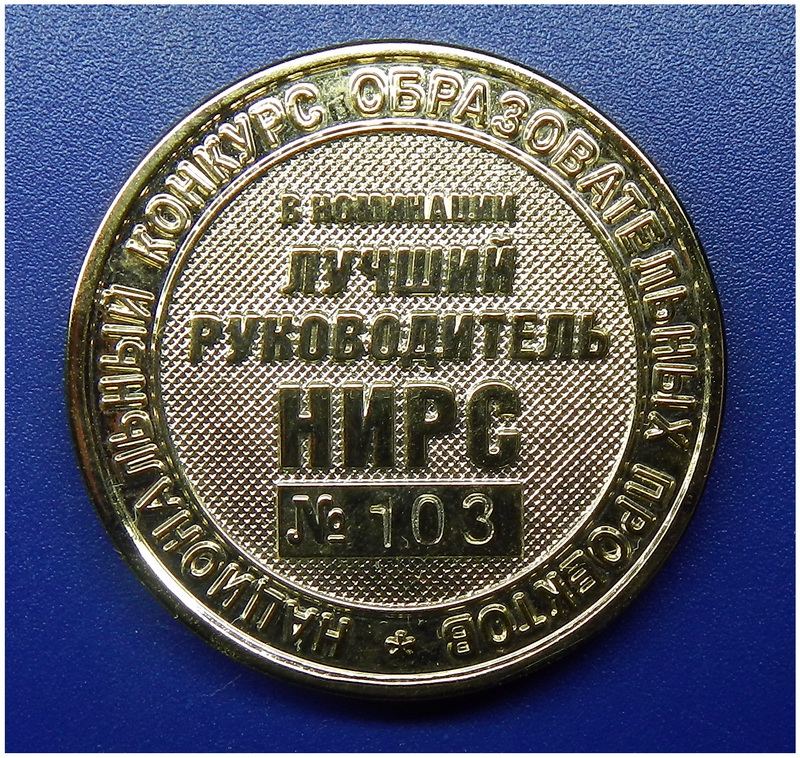 НАЦИОНАЛЬНЫЙ КОНКУРС ОБРАЗОВАТЕЛЬНЫХ ПРОЕКТОВ *
В НОМИНАЦИИ
ЛУЧШИЙ
РУКОВОДИТЕЛЬ
НИРС
№ 103